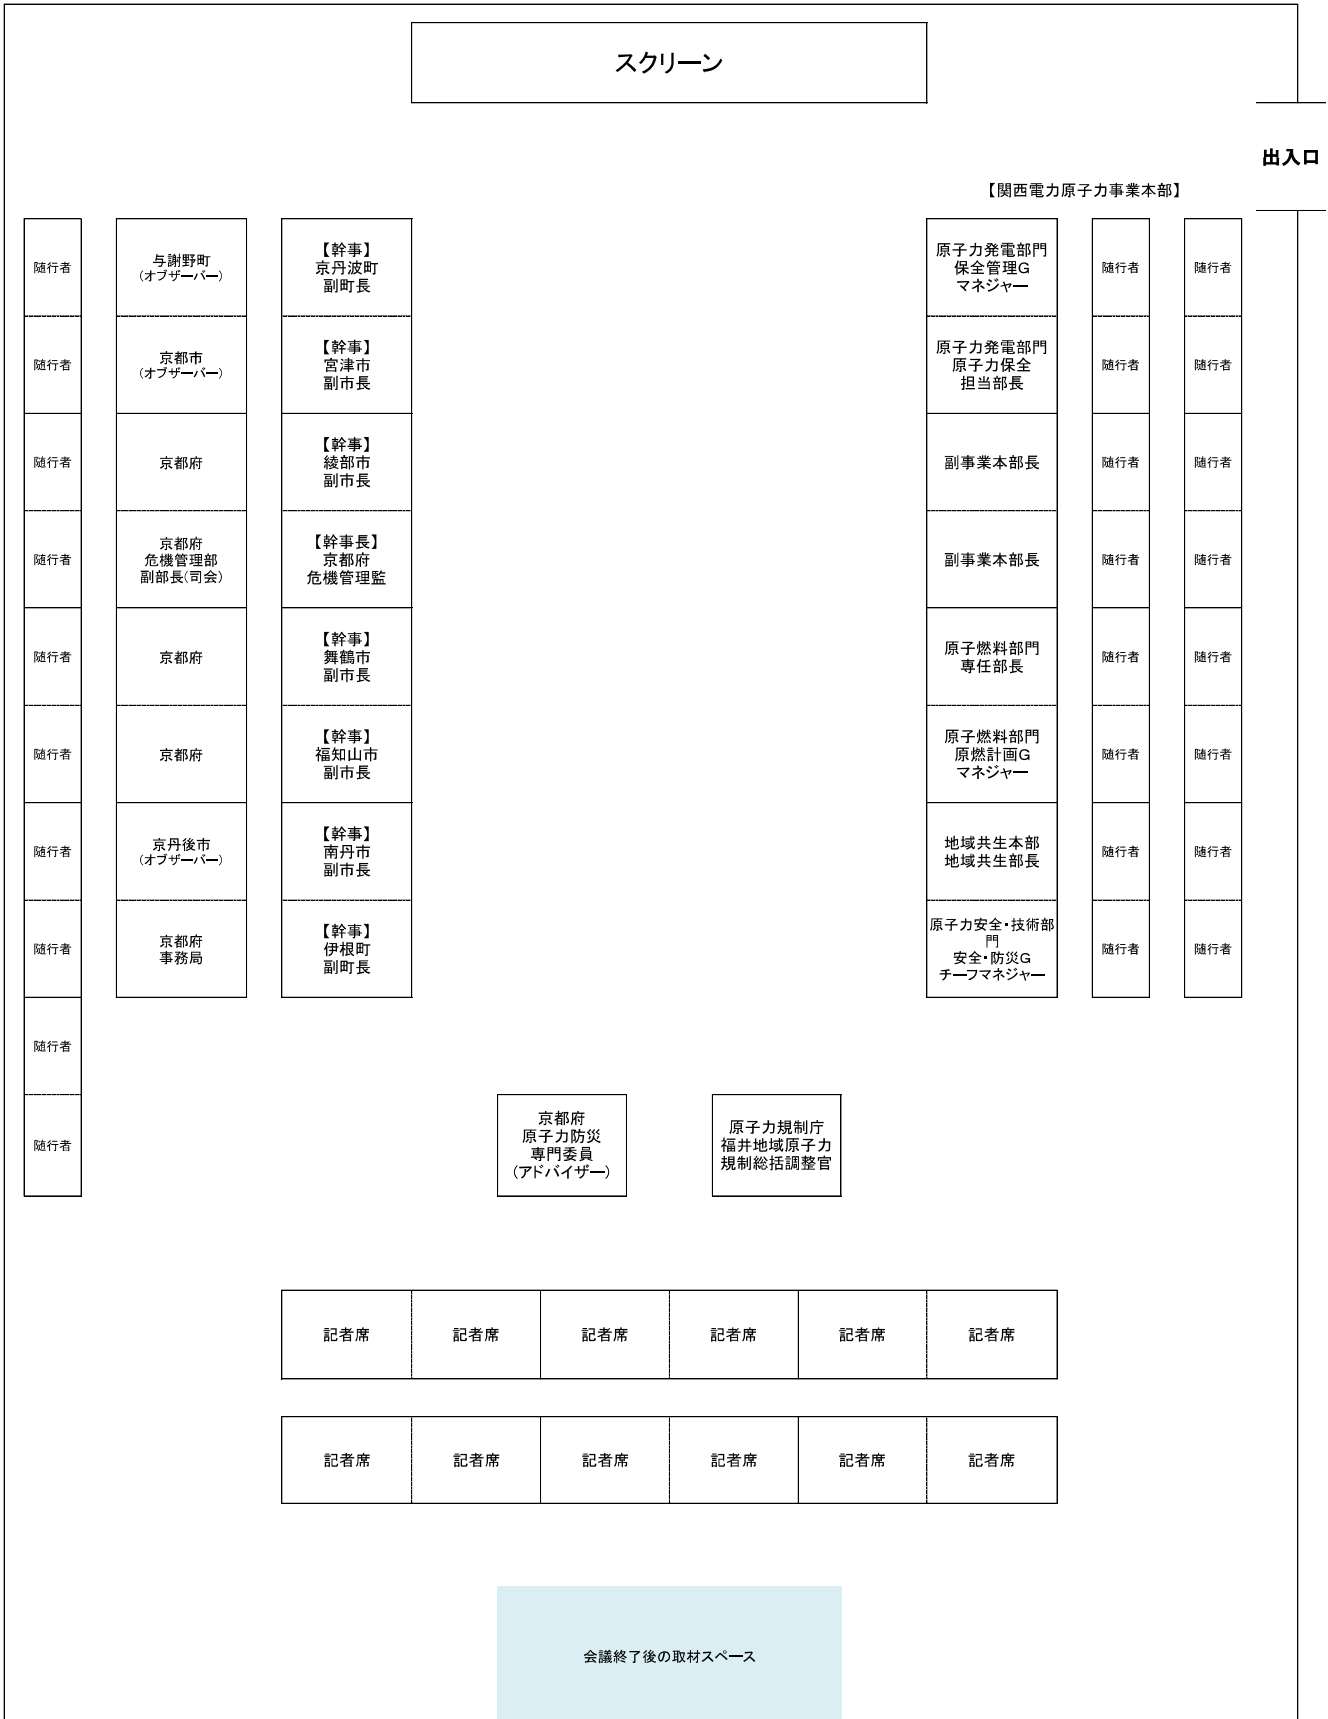 スクリーン
出入口
【関西電力原子力事業本部】
随行者
与謝野町
(オブザーバー)
【幹事】
京丹波町
副町長
原子力発電部門
保全管理G
マネジャー
随行者
随行者
随行者
京都市
(オブザーバー)
【幹事】
宮津市
副市長
原子力発電部門
原子力保全
担当部長
随行者
随行者
随行者
京都府
【幹事】
綾部市
副市長
副事業本部長
随行者
随行者
随行者
京都府
危機管理部
副部長(司会)
【幹事長】
京都府
危機管理監
副事業本部長
随行者
随行者
随行者
京都府
【幹事】
舞鶴市
副市長
原子燃料部門
専任部長
随行者
随行者
随行者
京都府
【幹事】
福知山市
副市長
原子燃料部門
原燃計画G
マネジャー
随行者
随行者
随行者
京丹後市
(オブザーバー)
【幹事】
南丹市
副市長
地域共生本部
地域共生部長
随行者
随行者
随行者
京都府
事務局
【幹事】
伊根町
副町長
原子力安全・技術部
門
安全・防災G
チーフマネジャー
随行者
随行者
随行者
随行者
京都府
原子力防災
専門委員
(アドバイザー)
原子力規制庁
福井地域原子力
規制総括調整官
記者席
記者席
記者席
記者席
記者席
記者席
記者席
記者席
記者席
記者席
記者席
記者席
会議終了後の取材スペース